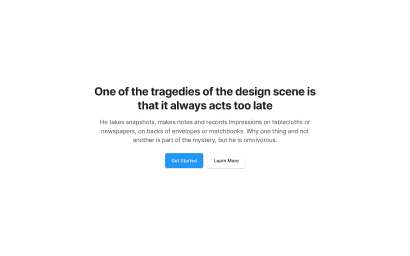 One of the tragedies of the design scene is
that it always acts too late
He takes snapshots, makes notes and records impressions on tablecloths or
newspapers, on backs of envelopes or matchbooks. Why one thing and not
another is part of the mystery, but he is omnivorous.
Get Started
Learn More